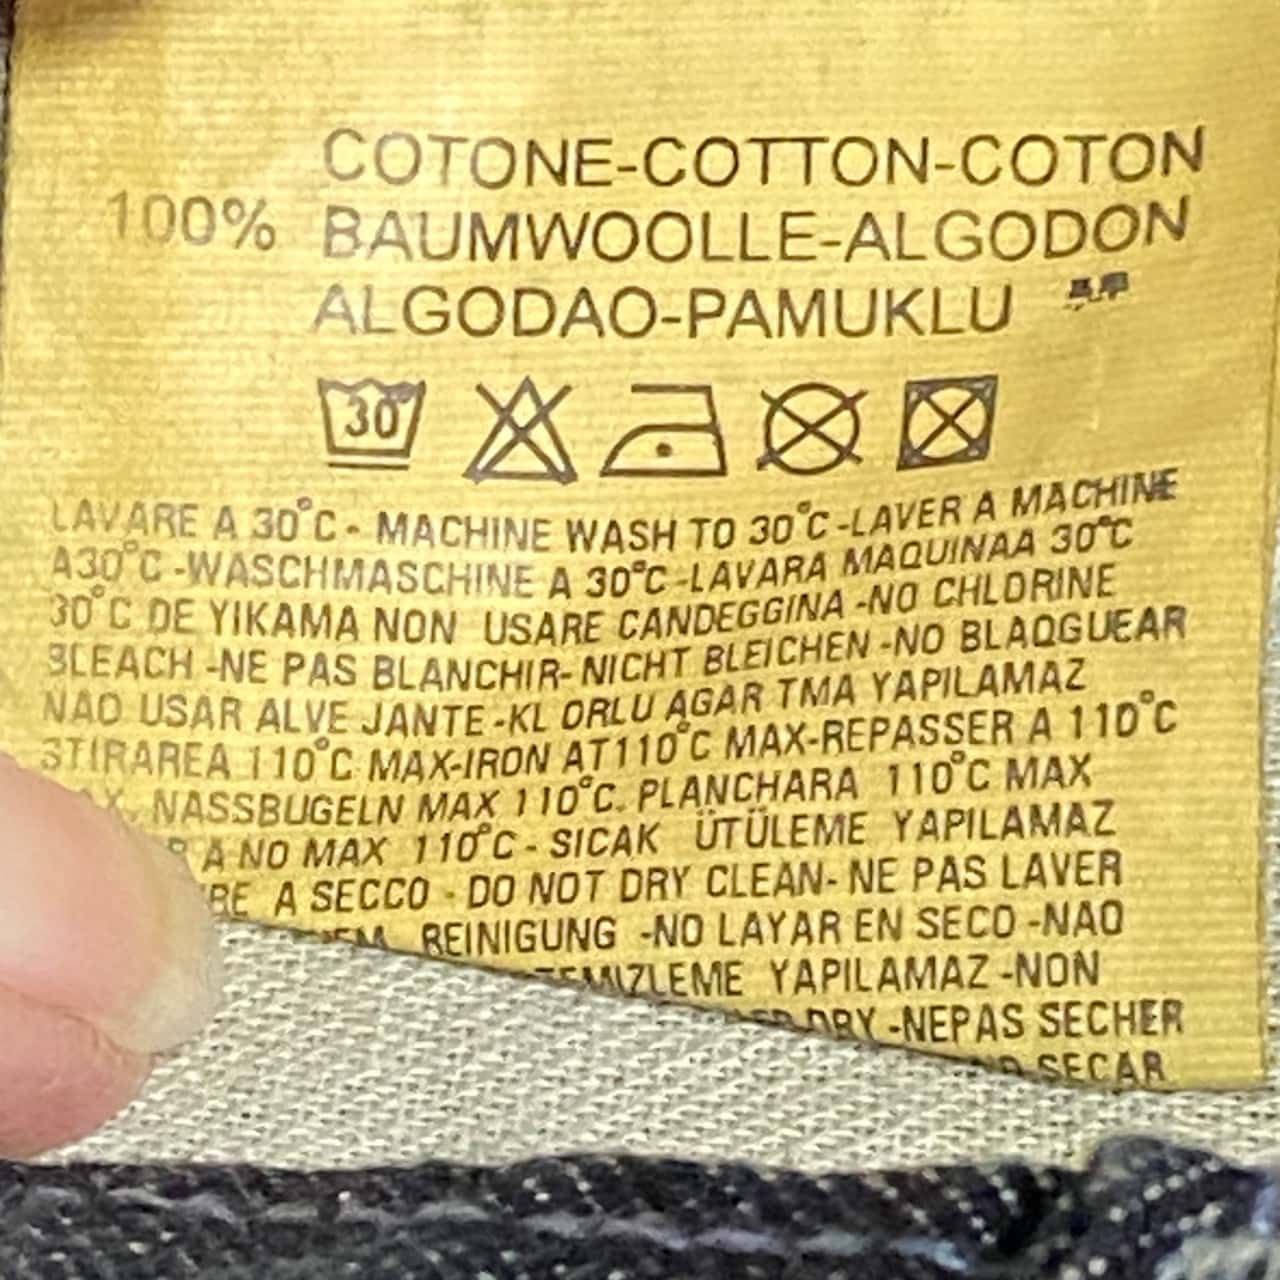 COTONE-COTTON-COTON
100% BAUMWOOLLE-ALGODON
ALGODAO-PAMUKLU
30
LAVARE A 30°C - MACHINE WASH TO 30°C -LAVER A MACHINE
A30°C -WASCHMASCHINE A 30°C -LAVARA MAQUINAA 30°C
30°C DE YIKAMA NON USARE CANDEGGINA -NO CHLORINE
BLEACH -NE PAS BLANCHIR- NICHT BLEICHEN -NO BLAQGUEAR
NAO USAR ALVE JANTE -KL ORLU AGAR TMA YAPILAMAZ
STIRAREA 110°C MAX-IRON AT110°C MAX-REPASSER A 110°C
NASSBUGELN MAX 110°C. PLANCHARA 110°C MAX
A NO MAX 110°C - SICAK ÜTÜLEME YAPILAMAZ
A SECCO - DO NOT DRY CLEAN- NE PAS LAVER
REINIGUNG -NO LAYAR EN SECO -NAO
YAPILAMAZ -NON
DRY -NEPAS SECHER
SECAR